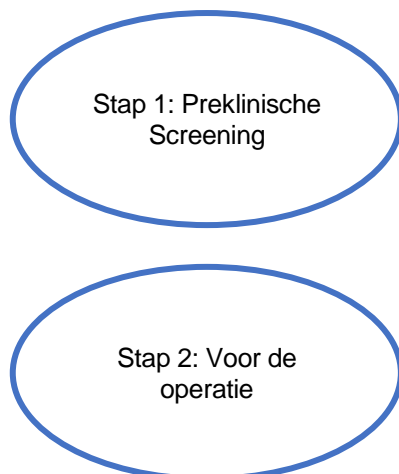 Stap 1: Preklinische
Screening
Stap 2: Voor de
operatie